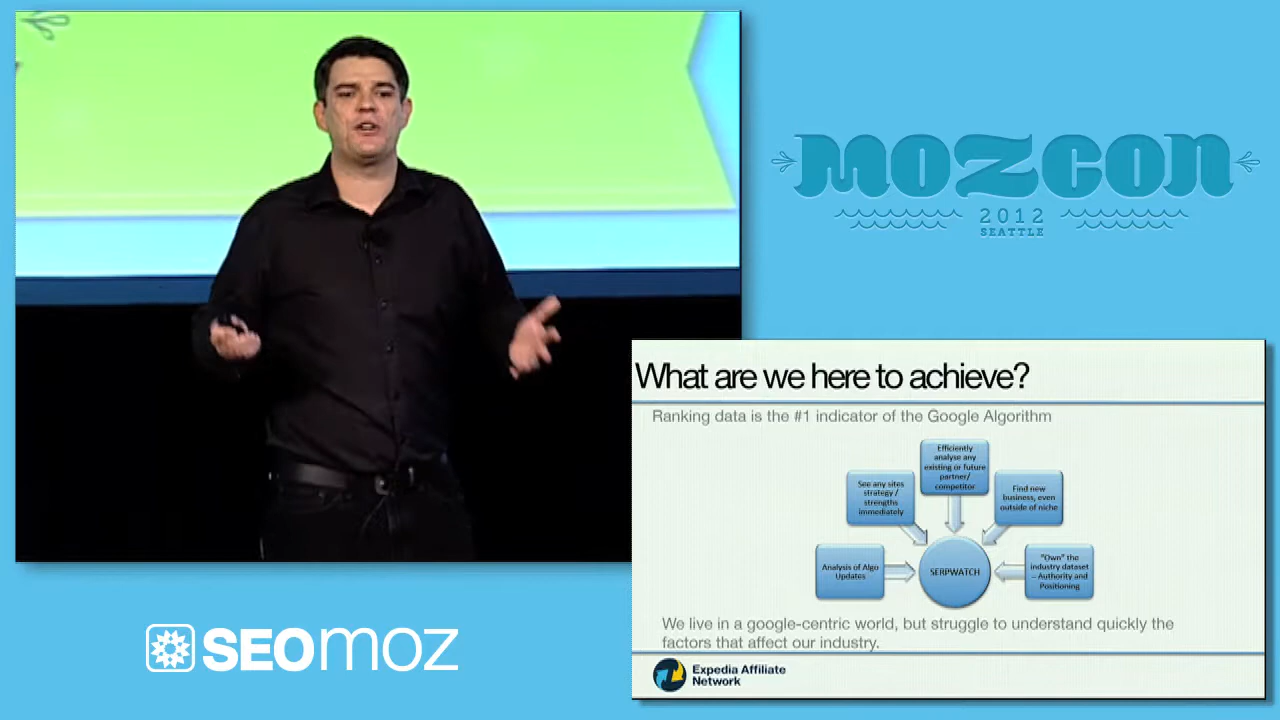 MOZCON
2012
SEATTLE
What are we here to achieve?
Ranking data is the #1 indicator of the Google Algorithm
Efficiently
analyse any
existing or future
partner/
competitor
See any sites
strategy /
strengths
immediately
Find new
business, even
outside of niche
Analysis of Algo
Updates
SERPWATCH
"Own" the
industry dataset
– Authority and
Positioning
We live in a google-centric world, but struggle to understand quickly the
factors that affect our industry.
Expedia Affiliate
Network
SEOmoz